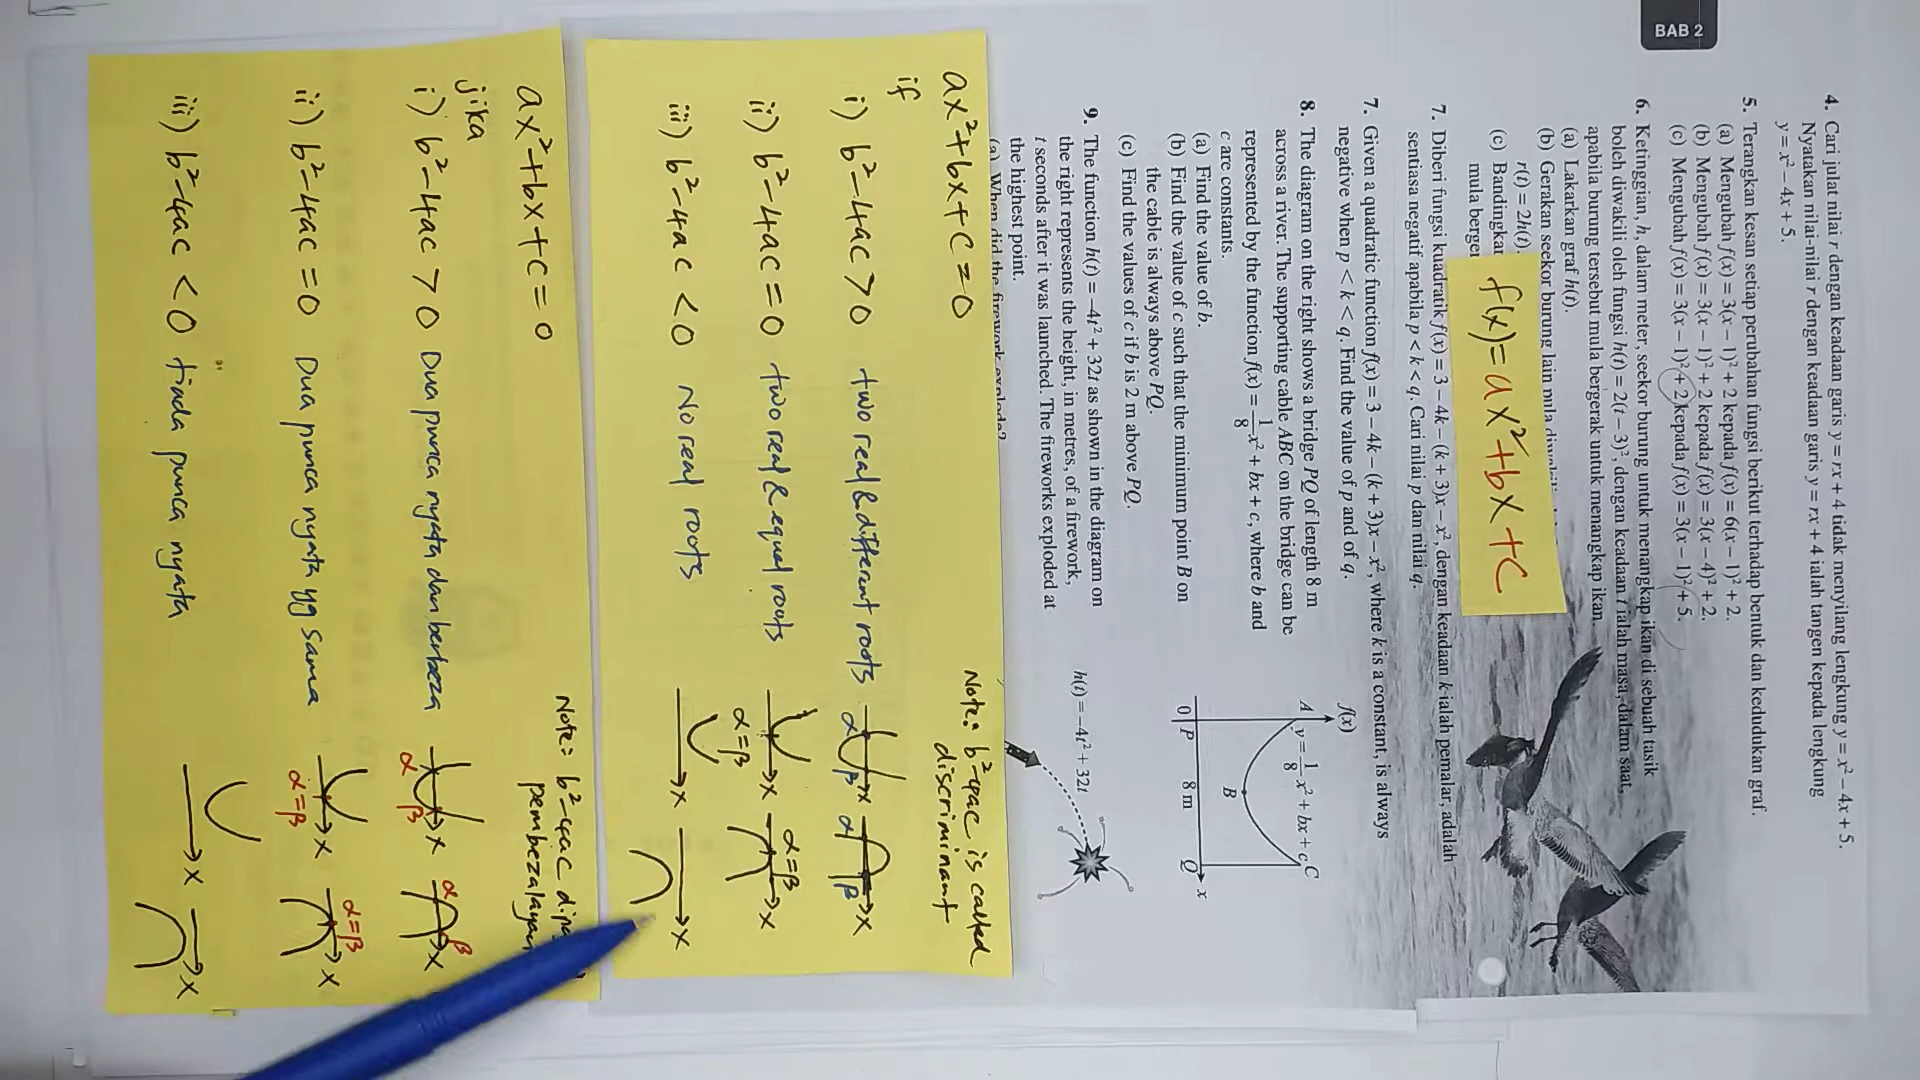 BAB 2
4. Cari julat nilai r dengan keadaan garis y = rx + 4 tidak menyilang lengkung y = x² – 4x + 5.
Nyatakan nilai-nilai r dengan keadaan garis y = rx + 4 ialah tangen kepada lengkung
y = x² – 4x + 5.
5. Terangkan kesan setiap perubahan fungsi berikut terhadap bentuk dan kedudukan graf.
(a) Mengubah f(x) = 3(x – 1)² + 2 kepada f(x) = 6(x – 1)² + 2.
(b) Mengubah f(x) = 3(x – 1)² + 2 kepada f(x) = 3(x – 4)² + 2.
(c) Mengubah f(x) = 3(x – 1)² + 2 kepada f(x) = 3(x – 1)² + 5.
6. Ketinggian, h, dalam meter, seekor burung untuk menangkap ikan di sebuah tasik
boleh diwakili oleh fungsi h(t) = 2(t – 3)², dengan keadaan t ialah masa, dalam saat,
apabila burung tersebut mula bergerak untuk menangkap ikan.
(a) Lakarkan graf h(t).
(b) Gerakan sekor burung lain pula
r(t) = 2h(t).
(c)
mula
f(x) = ax² + bx + c
7. Diberi fungsi kuadratik f(x) = 3 – 4k – (k + 3)x – x², dengan keadaan k ialah pemalar, adalah
sentiasa negatif apabila p < k < q. Cari nilai p dan nilai q.
7. Given a quadratic function f(x) = 3 – 4k – (k + 3)x – x², where k is a constant, is always
negative when p < k < q. Find the value of p and of q.
8. The diagram on the right shows a bridge PQ of length 8 m
across a river. The supporting cable ABC on the bridge can be
represented by the function f(x) = 1/8 x² + bx + c, where b and
c are constants.
(a) Find the value of b.
(b) Find the value of c such that the minimum point B on
the cable is always above PQ.
(c) Find the values of c if b is 2 m above PQ.
f(x)
A
y = 1/8 x² + bx + c
C
B
0
P
8 m
Q
x
9. The function h(t) = –4t² + 32t as shown in the diagram on
the right represents the height, in metres, of a firework,
t seconds after it was launched. The fireworks exploded at
the highest point.
(a) When did the firework explode?
h(t) = –4t² + 32t
ax² + bx + c = 0
Note: b²-4ac is called
discriminant
if
i) b²-4ac > 0 two real & different roots
α β x α β x
ii) b²-4ac = 0 two real & equal roots
α=β x α=β x
iii) b²-4ac < 0 No real roots
x x
ax² + bx + c = 0
Note: b²-4ac
pembezalayan
jika
i) b²-4ac > 0 Dua punca nyata dan berbeza
α β x α β x
ii) b²-4ac = 0 Dua punca nyata yg sama
α=β x α=β x
iii) b²-4ac < 0 tiada punca nyata
x x